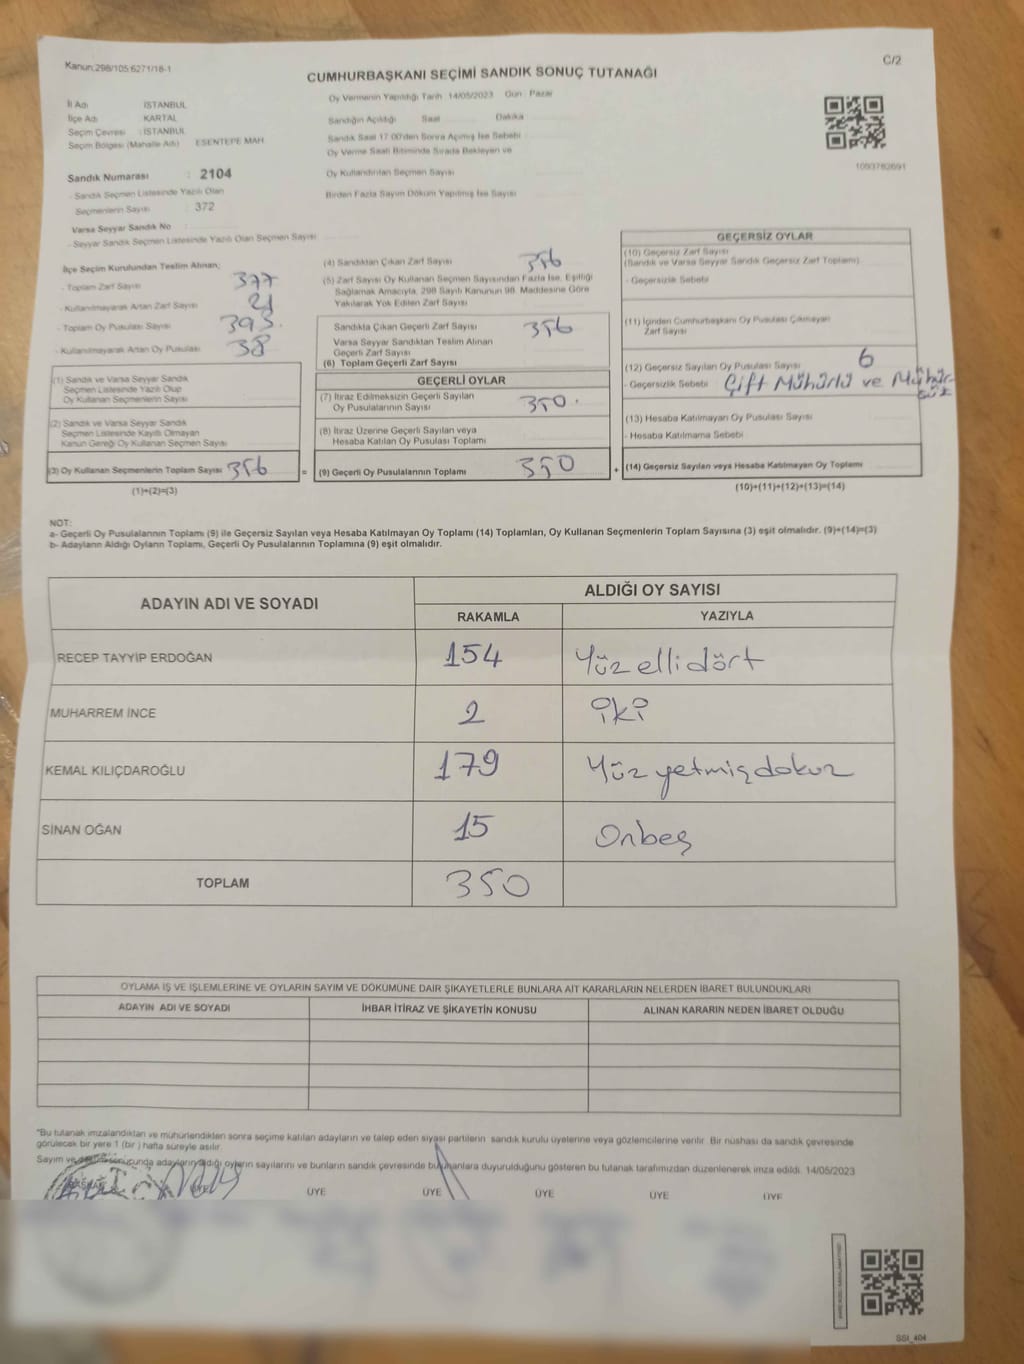 Kanun:298/105;6271/18-1
C/2
CUMHURBAŞKANI SEÇİMİ SANDIK SONUÇ TUTANAĞI
İl Adı : İSTANBUL
İlçe Adı : KARTAL
Seçim Çevresi : İSTANBUL
Seçim Bölgesi (Mahalle Adı) : ESENTEPE MAH
Sandık Numarası : 2104
- Sandık Seçmen Listesinde Yazılı Olan
Seçmenlerin Sayısı : 372
Varsa Seyyar Sandık No :
- Seyyar Sandık Seçmen Listesinde Yazılı Olan Seçmen Sayısı
Oy Vermenin Yapıldığı Tarih : 14/05/2023 Gün : Pazar
Sandığın Açıldığı Saat Dakika
Sandık Saat 17:00'den Sonra Açılmış İse Sebebi
Oy Verme Saati Bitiminde Sırada Bekleyen ve
Oy Kullandırılan Seçmen Sayısı
Birden Fazla Sayım Döküm Yapılmış İse Sayısı
1093782691
İlçe Seçim Kurulundan Teslim Alınan;
- Toplam Zarf Sayısı 377
- Kullanılmayarak Artan Zarf Sayısı 21
- Toplam Oy Pusulası Sayısı
- Kullanılmayarak Artan Oy Pusulası 38
(1) Sandık ve Varsa Seyyar Sandık
Seçmen Listesinde Yazılı Olup
Oy Kullanan Seçmenlerin Sayısı
(2) Sandık ve Varsa Seyyar Sandık
Seçmen Listesinde Kayıtlı Olmayan
Kanun Gereği Oy Kullanan Seçmen Sayısı
(3) Oy Kullanan Seçmenlerin Toplam Sayısı 356
(1)+(2)=(3)
=
(4) Sandıktan Çıkan Zarf Sayısı 356
(5) Zarf Sayısı Oy Kullanan Seçmen Sayısından Fazla İse, Eşitliği
Sağlamak Amacıyla, 298 Sayılı Kanunun 98. Maddesine Göre
Yakılarak Yok Edilen Zarf Sayısı
Sandıkta Çıkan Geçerli Zarf Sayısı 356
Varsa Seyyar Sandıktan Teslim Alınan
Geçerli Zarf Sayısı
(6) Toplam Geçerli Zarf Sayısı
GEÇERLİ OYLAR
(7) İtiraz Edilmeksizin Geçerli Sayılan
Oy Pusulalarının Sayısı 350.
(8) İtiraz Üzerine Geçerli Sayılan veya
Hesaba Katılan Oy Pusulası Toplamı
(9) Geçerli Oy Pusulalarının Toplamı 350
+
GEÇERSİZ OYLAR
(10) Geçersiz Zarf Sayısı
(Sandık ve Varsa Seyyar Sandık Geçersiz Zarf Toplamı)
- Geçersizlik Sebebi
(11) İçinden Cumhurbaşkanı Oy Pusulası Çıkmayan
Zarf Sayısı
(12) Geçersiz Sayılan Oy Pusulası Sayısı 6
- Geçersizlik Sebebi Çift Mühürlü ve Mühür-
süz
(13) Hesaba Katılmayan Oy Pusulası Sayısı
- Hesaba Katılmama Sebebi
(14) Geçersiz Sayılan veya Hesaba Katılmayan Oy Toplamı
(10)+(11)+(12)+(13)=(14)
NOT:
a- Geçerli Oy Pusulalarının Toplamı (9) ile Geçersiz Sayılan veya Hesaba Katılmayan Oy Toplamı (14) Toplamları, Oy Kullanan Seçmenlerin Toplam Sayısına (3) eşit olmalıdır. (9)+(14)=(3)
b- Adayların Aldığı Oyların Toplamı, Geçerli Oy Pusulalarının Toplamına (9) eşit olmalıdır.
ADAYIN ADI VE SOYADI ALDIĞI OY SAYISI
RAKAMLA YAZIYLA
RECEP TAYYİP ERDOĞAN 154 Yüz ellidört
MUHARREM İNCE 2 iki
KEMAL KILIÇDAROĞLU 179 Yüz yetmişdokuz
SİNAN OĞAN 15 Onbeş
TOPLAM 350
OYLAMA İŞ VE İŞLEMLERİNE VE OYLARIN SAYIM VE DÖKÜMÜNE DAİR ŞİKAYETLERLE BUNLARA AİT KARARLARIN NELERDEN İBARET BULUNDUKLARI
ADAYIN ADI VE SOYADI İHBAR İTİRAZ VE ŞİKAYETİN KONUSU ALINAN KARARIN NEDEN İBARET OLDUĞU
"Bu tutanak imzalandıktan ve mühürlendikten sonra seçime katılan adayların ve talep eden siyasi partilerin sandık kurulu üyelerine veya gözlemcilerine verilir. Bir nüshası da sandık çevresinde
görülecek bir yere 1 (bir ) hafta süreyle asılır.
Sayım ve döküm sonucunda adayların aldığı oyların sayılarını ve bunların sandık çevresinde bulunanlara duyurulduğunu gösteren bu tutanak tarafımızdan düzenlenerek imza edildi. 14/05/2023
BAŞKAN ÜYE ÜYE ÜYE ÜYE ÜYE ÜYE
SSI_404